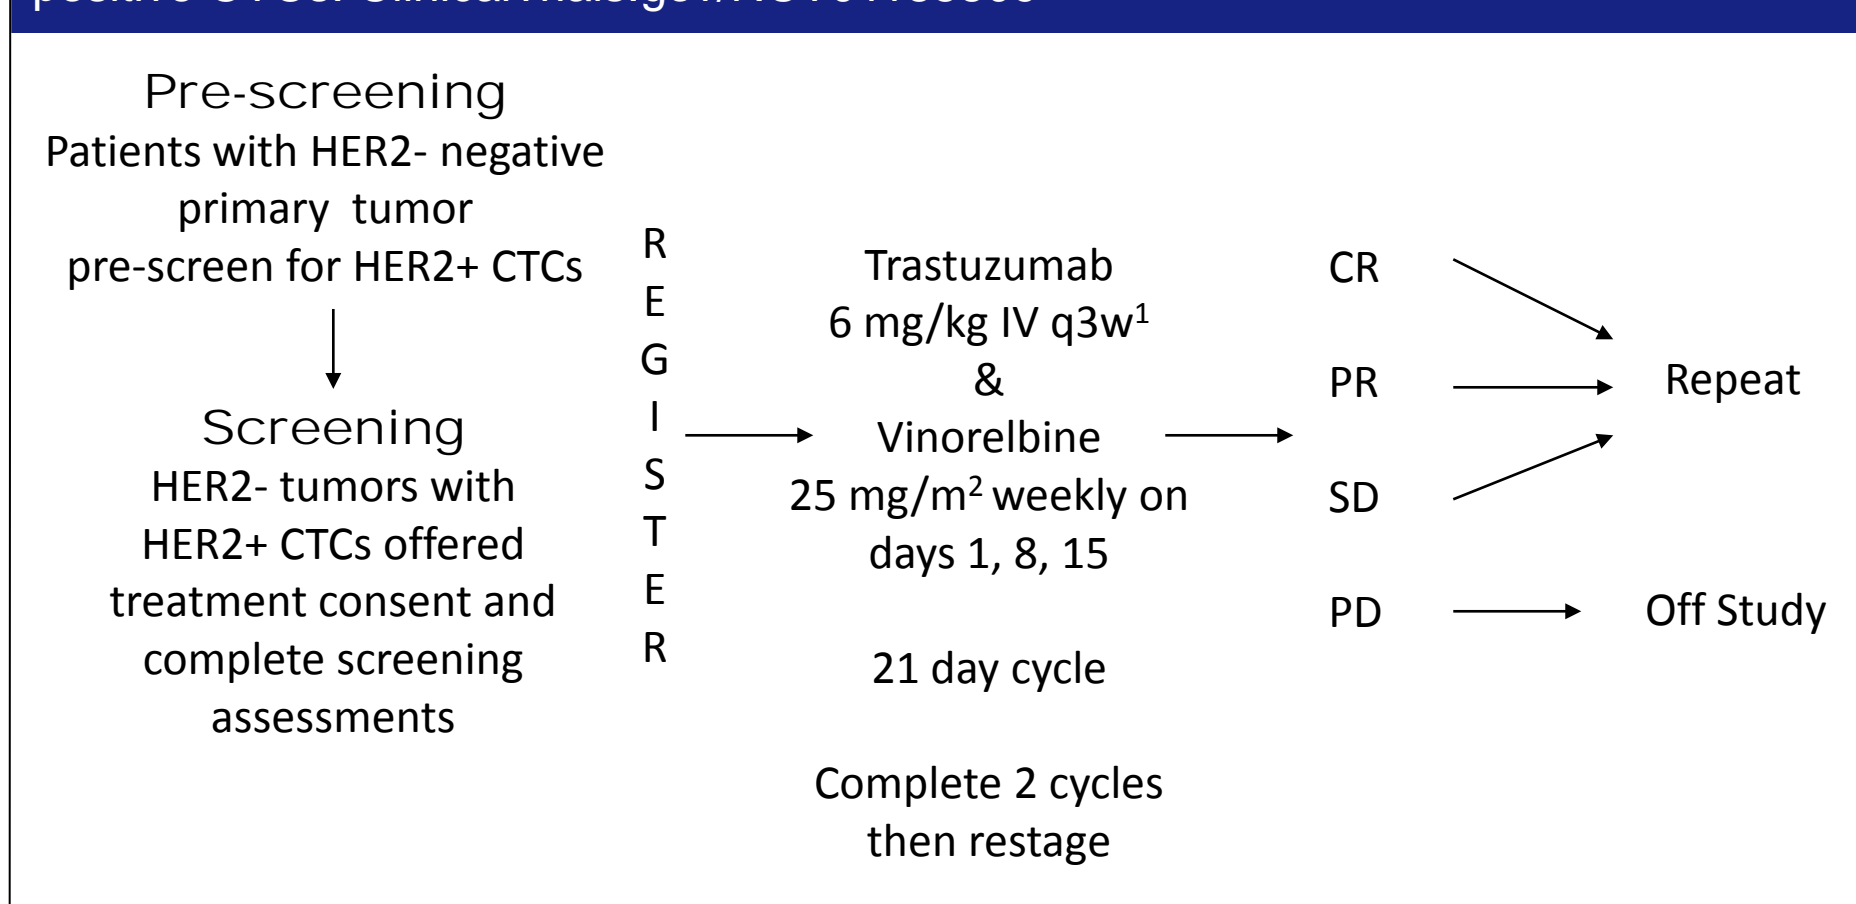 Pre-screening
Patients with HER2- negative
primary tumor
pre-screen for HER2+ CTCs
Screening
HER2- tumors with
HER2+ CTCs offered
treatment consent and
complete screening
assessments
R
E
G
I
S
T
E
R
Trastuzumab
6 mg/kg IV q3w¹
&
Vinorelbine
25 mg/m² weekly on
days 1, 8, 15
21 day cycle
Complete 2 cycles
then restage
CR
PR
SD
PD
Repeat
Off Study